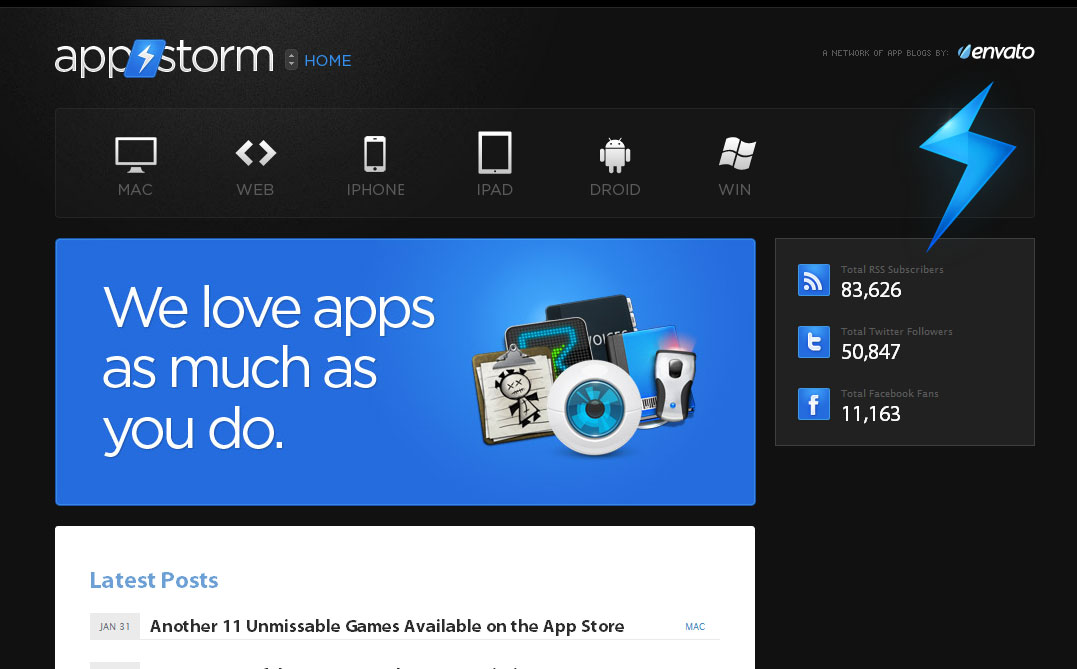 appstorm
HOME
A NETWORK OF APP BLOGS BY:
envato
MAC
WEB
IPHONE
IPAD
DROID
WIN
We love apps
as much as
you do.
Total RSS Subscribers
83,626
Total Twitter Followers
50,847
Total Facebook Fans
11,163
Latest Posts
JAN 31 Another 11 Unmissable Games Available on the App Store MAC